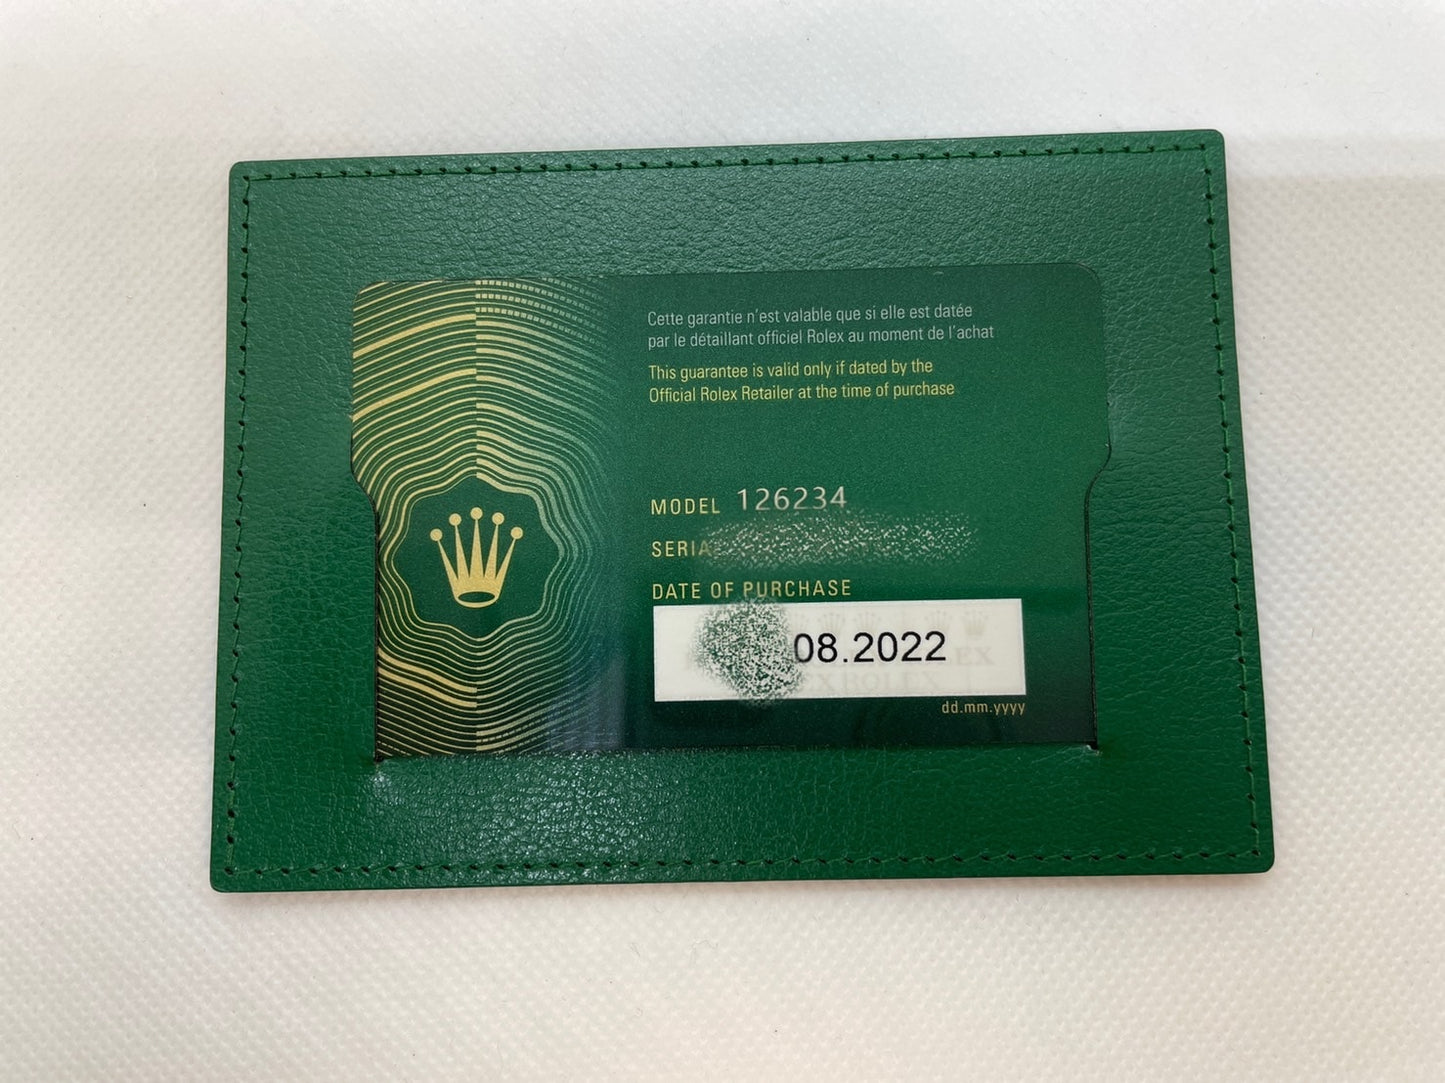 Cette garantie n'est valable que si elle est datée
par le détaillant officiel Rolex au moment de l'achat
This guarantee is valid only if dated by the
Official Rolex Retailer at the time of purchase
MODEL 126234
SERIA
DATE OF PURCHASE
08.2022
dd.mm.yyyy